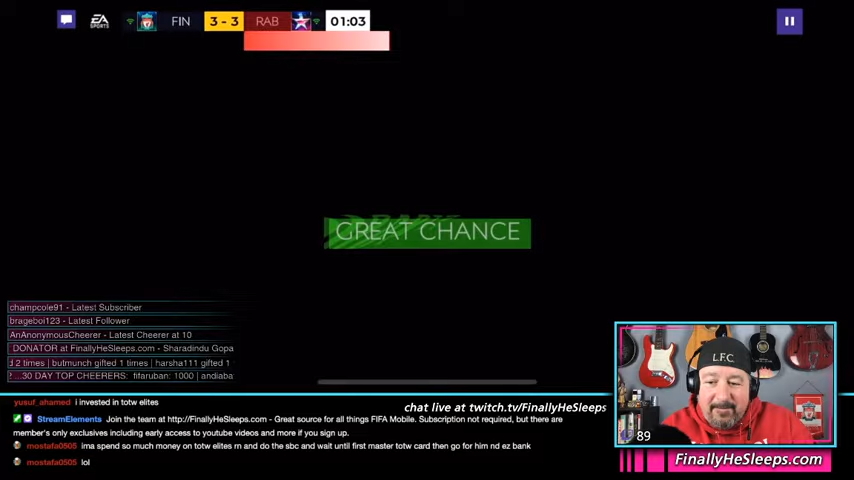 EA SPORTS FIN 3 - 3 RAB 01:03
GREAT CHANCE
champcole91 - Latest Subscriber
brageboi123 - Latest Follower
AnAnonymousCheerer - Latest Cheerer at 10
DONATOR at FinallyHeSleeps.com - Sharadindu Gopa
2 times | butmunch gifted 1 times | harsha111 gifted 1
...30 DAY TOP CHEERERS: fifaruban: 1000 | andiaba
L.F.C.
89
yusuf_ahamed i invested in totw elites
chat live at twitch.tv/FinallyHeSleeps
StreamElements Join the team at http://FinallyHeSleeps.com - Great source for all things FIFA Mobile. Subscription not required, but there are
member's only exclusives including early access to youtube videos and more if you sign up.
mostafa0505 ima spend so much money on totw elites rn and do the sbc and wait until first master totw card then go for him nd ez bank
mostafa0505 lol
FinallyHeSleeps.com